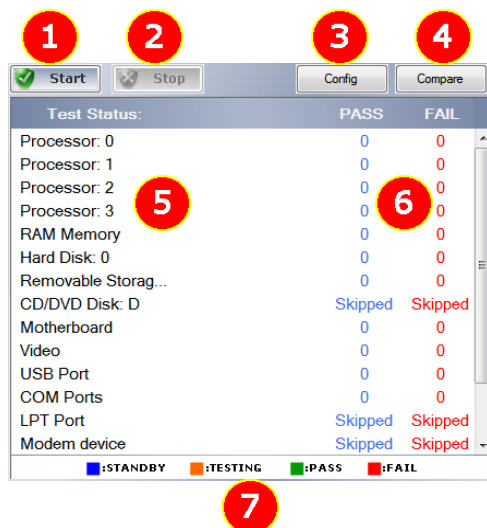 1 2 3 4
Start Stop Config Compare
Test Status: PASS FAIL
Processor: 0 0 0
Processor: 1 0 0
Processor: 2 0 0
Processor: 3 0 0
5 6
RAM Memory 0 0
Hard Disk: 0 0 0
Removable Storag... 0 0
CD/DVD Disk: D Skipped Skipped
Motherboard 0 0
Video 0 0
USB Port 0 0
COM Ports 0 0
LPT Port Skipped Skipped
Modem device Skipped Skipped
:STANDBY :TESTING :PASS :FAIL
7